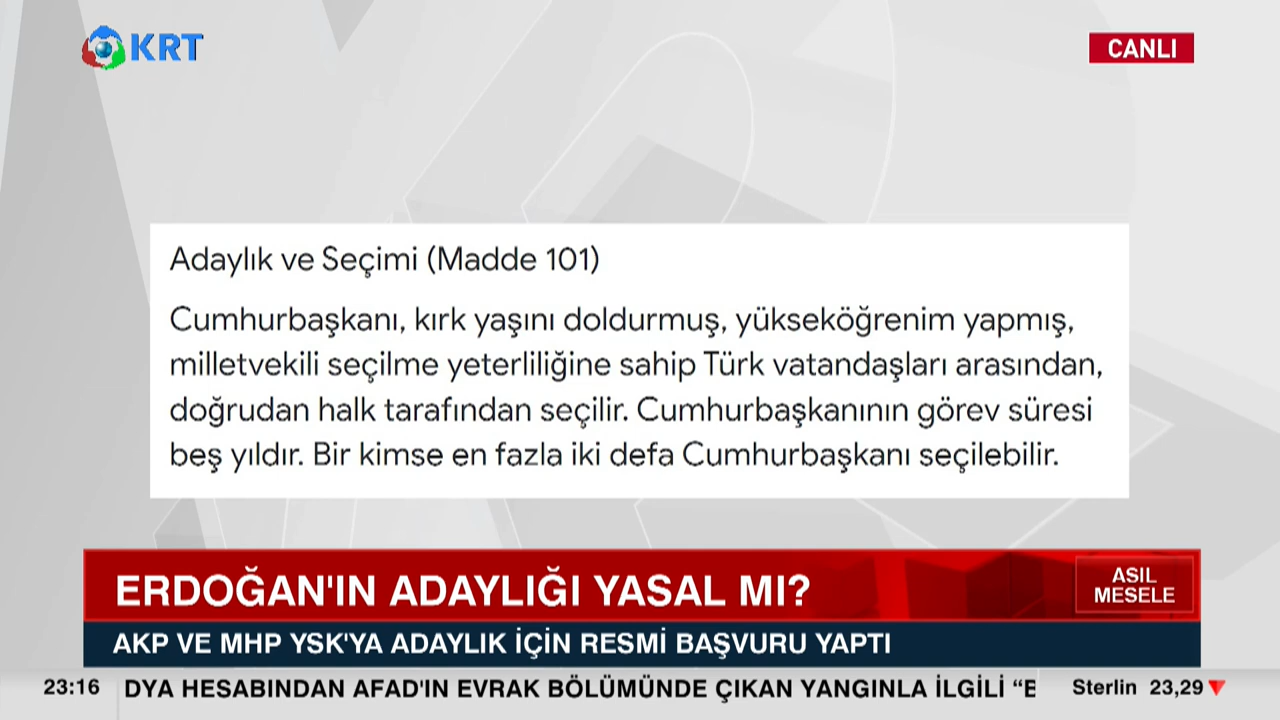 KRT
CANLI
Adaylık ve Seçimi (Madde 101)
Cumhurbaşkanı, kırk yaşını doldurmuş, yükseköğrenim yapmış,
milletvekili seçilme yeterliliğine sahip Türk vatandaşları arasından,
doğrudan halk tarafından seçilir. Cumhurbaşkanının görev süresi
beş yıldır. Bir kimse en fazla iki defa Cumhurbaşkanı seçilebilir.
ERDOĞAN'IN ADAYLIĞI YASAL MI?
ASIL
MESELE
AKP VE MHP YSK'YA ADAYLIK İÇİN RESMİ BAŞVURU YAPTI
23:16 DYA HESABINDAN AFAD'IN EVRAK BÖLÜMÜNDE ÇIKAN YANGINLA İLGİLİ “E Sterlin 23,29